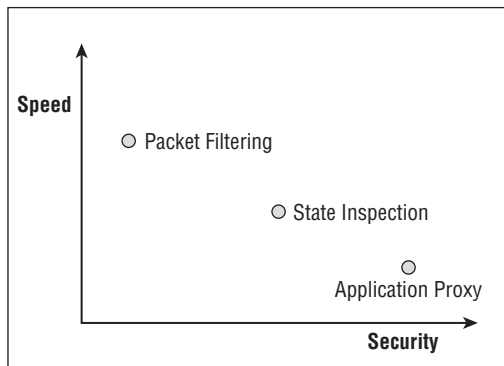 Speed
Packet Filtering
State Inspection
Application Proxy
Security